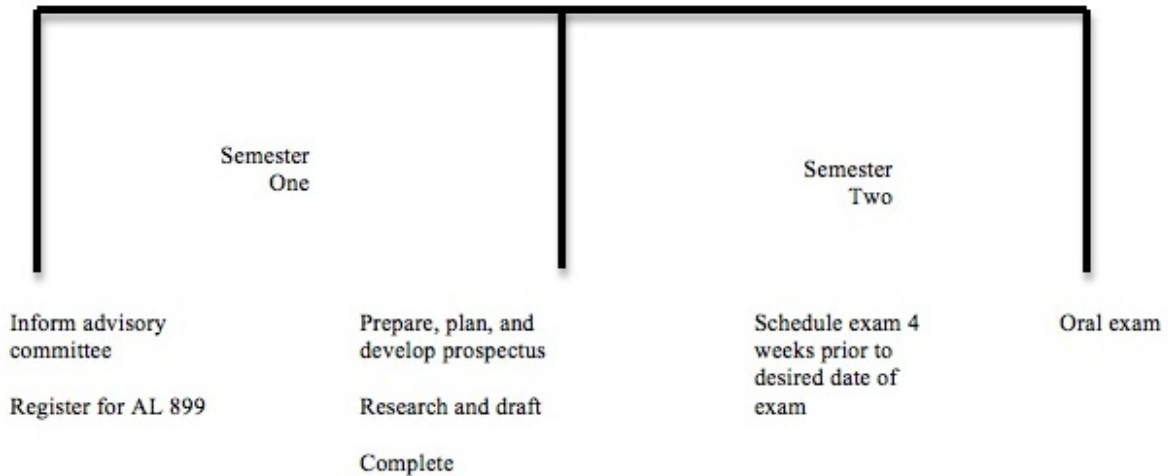 Semester
One
Semester
Two
Inform advisory
committee
Register for AL 899
Prepare, plan, and
develop prospectus
Research and draft
Complete
Schedule exam 4
weeks prior to
desired date of
exam
Oral exam